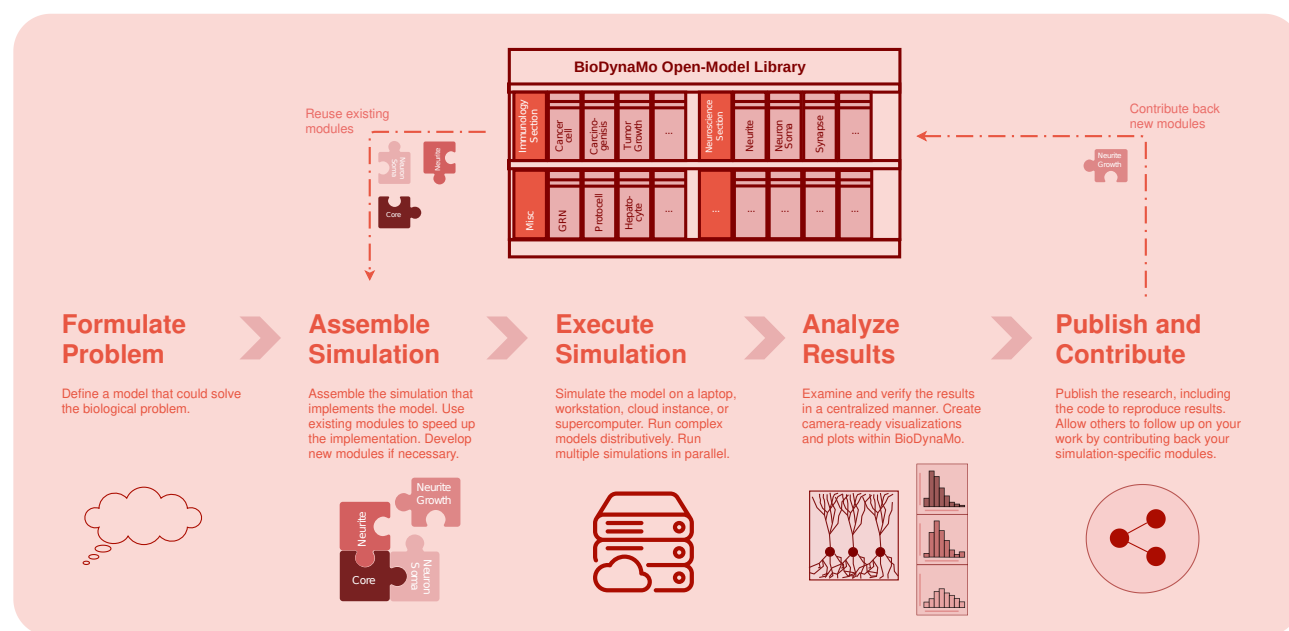 BioDynaMo Open-Model Library
Immunology
Section
Cancer
cell
Carcino-
genisis
Tumor
Growth
...
Neuroscience
Section
Neurite
Neuron
Soma
Synapse
...
Misc
GRN
Protocell
Hepato-
cyte
...
...
...
...
...
...
Reuse existing
modules
Neuron
Soma
Neurite
Core
Contribute back
new modules
Neurite
Growth
Formulate
Problem
Define a model that could solve
the biological problem.
Assemble
Simulation
Assemble the simulation that
implements the model. Use
existing modules to speed up
the implementation. Develop
new modules if necessary.
Neurite
Neurite
Growth
Core
Neuron
Soma
Execute
Simulation
Simulate the model on a laptop,
workstation, cloud instance, or
supercomputer. Run complex
models distributively. Run
multiple simulations in parallel.
Analyze
Results
Examine and verify the results
in a centralized manner. Create
camera-ready visualizations
and plots within BioDynaMo.
Publish and
Contribute
Publish the research, including
the code to reproduce results.
Allow others to follow up on your
work by contributing back your
simulation-specific modules.